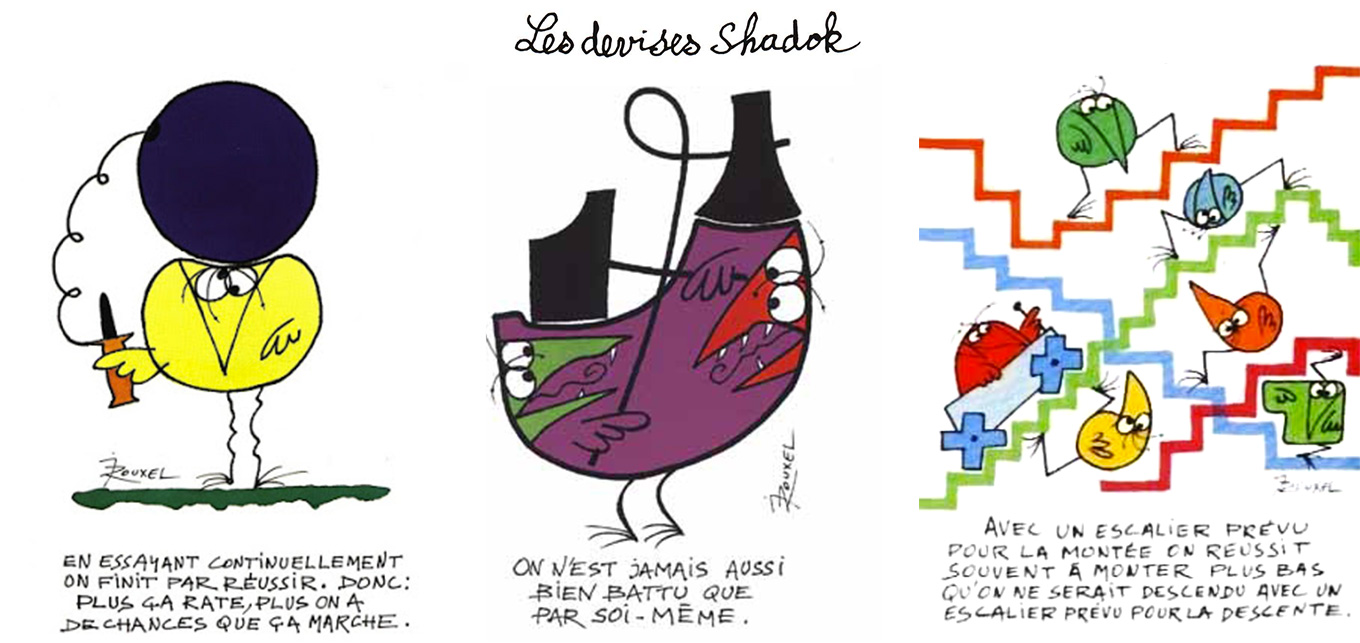 Les devises Shadok
J. ROUXEL
EN ESSAYANT CONTINUELLEMENT
ON FINIT PAR RÉUSSIR. DONC:
PLUS ÇA RATE, PLUS ON A
DE CHANCES QUE ÇA MARCHE.
J. ROUXEL
ON N'EST JAMAIS AUSSI
BIEN BATTU QUE
PAR SOI-MÊME.
J. ROUXEL
AVEC UN ESCALIER PRÉVU
POUR LA MONTÉE ON REUSSIT
SOUVENT À MONTER PLUS BAS
QU'ON NE SERAIT DESCENDU AVEC UN
ESCALIER PRÉVU POUR LA DESCENTE.